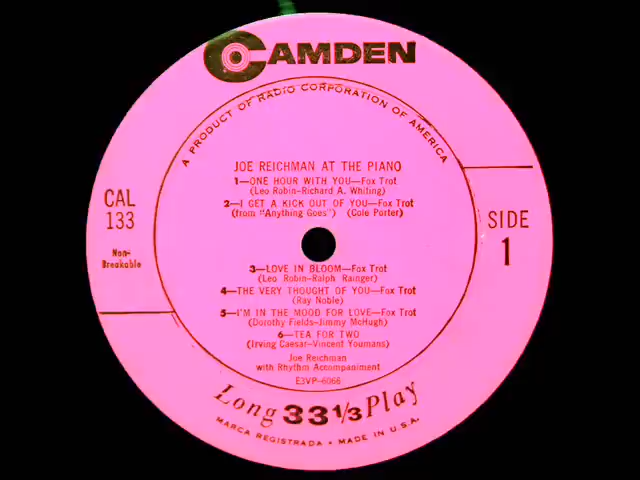 CAMDEN
A PRODUCT OF RADIO CORPORATION OF AMERICA
JOE REICHMAN AT THE PIANO
1—ONE HOUR WITH YOU—Fox Trot
(Leo Robin-Richard A. Whiting)
2—I GET A KICK OUT OF YOU—Fox Trot
(from "Anything Goes") (Cole Porter)
CAL
133
Non-
Breakable
SIDE
1
3—LOVE IN BLOOM—Fox Trot
(Leo Robin-Ralph Rainger)
4—THE VERY THOUGHT OF YOU—Fox Trot
(Ray Noble)
5—I'M IN THE MOOD FOR LOVE—Fox Trot
(Dorothy Fields-Jimmy McHugh)
6—TEA FOR TWO
(Irving Caesar-Vincent Youmans)
Joe Reichman
with Rhythm Accompaniment
E3VP-6066
Long 33 1/3 Play
MARCA REGISTRADA • MADE IN U.S.A.